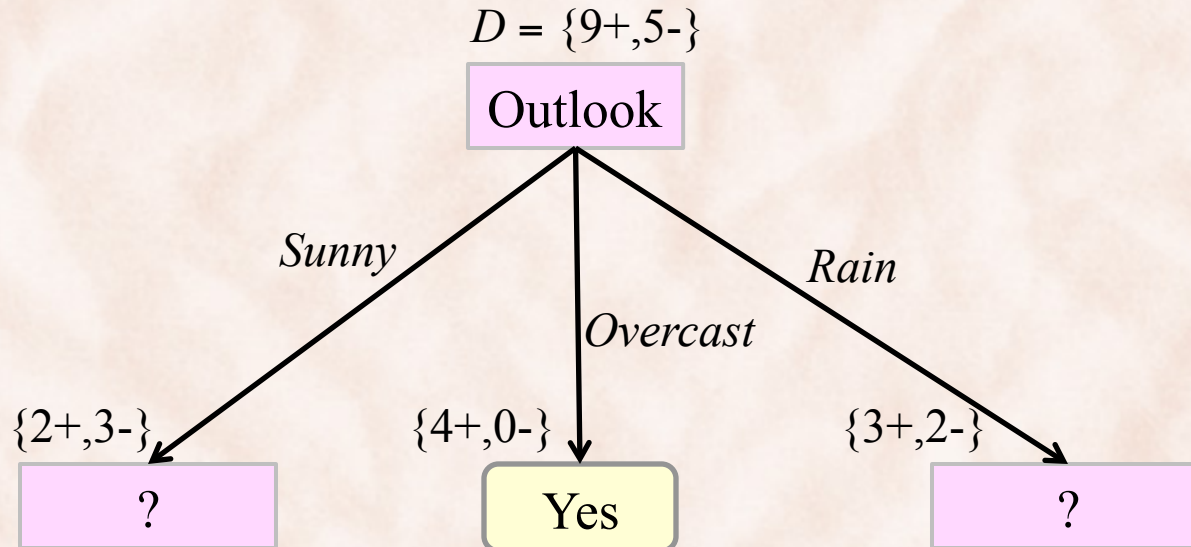 D = {9+,5-}
Outlook
Sunny
Rain
Overcast
{2+,3-}
{4+,0-}
{3+,2-}
?
Yes
?